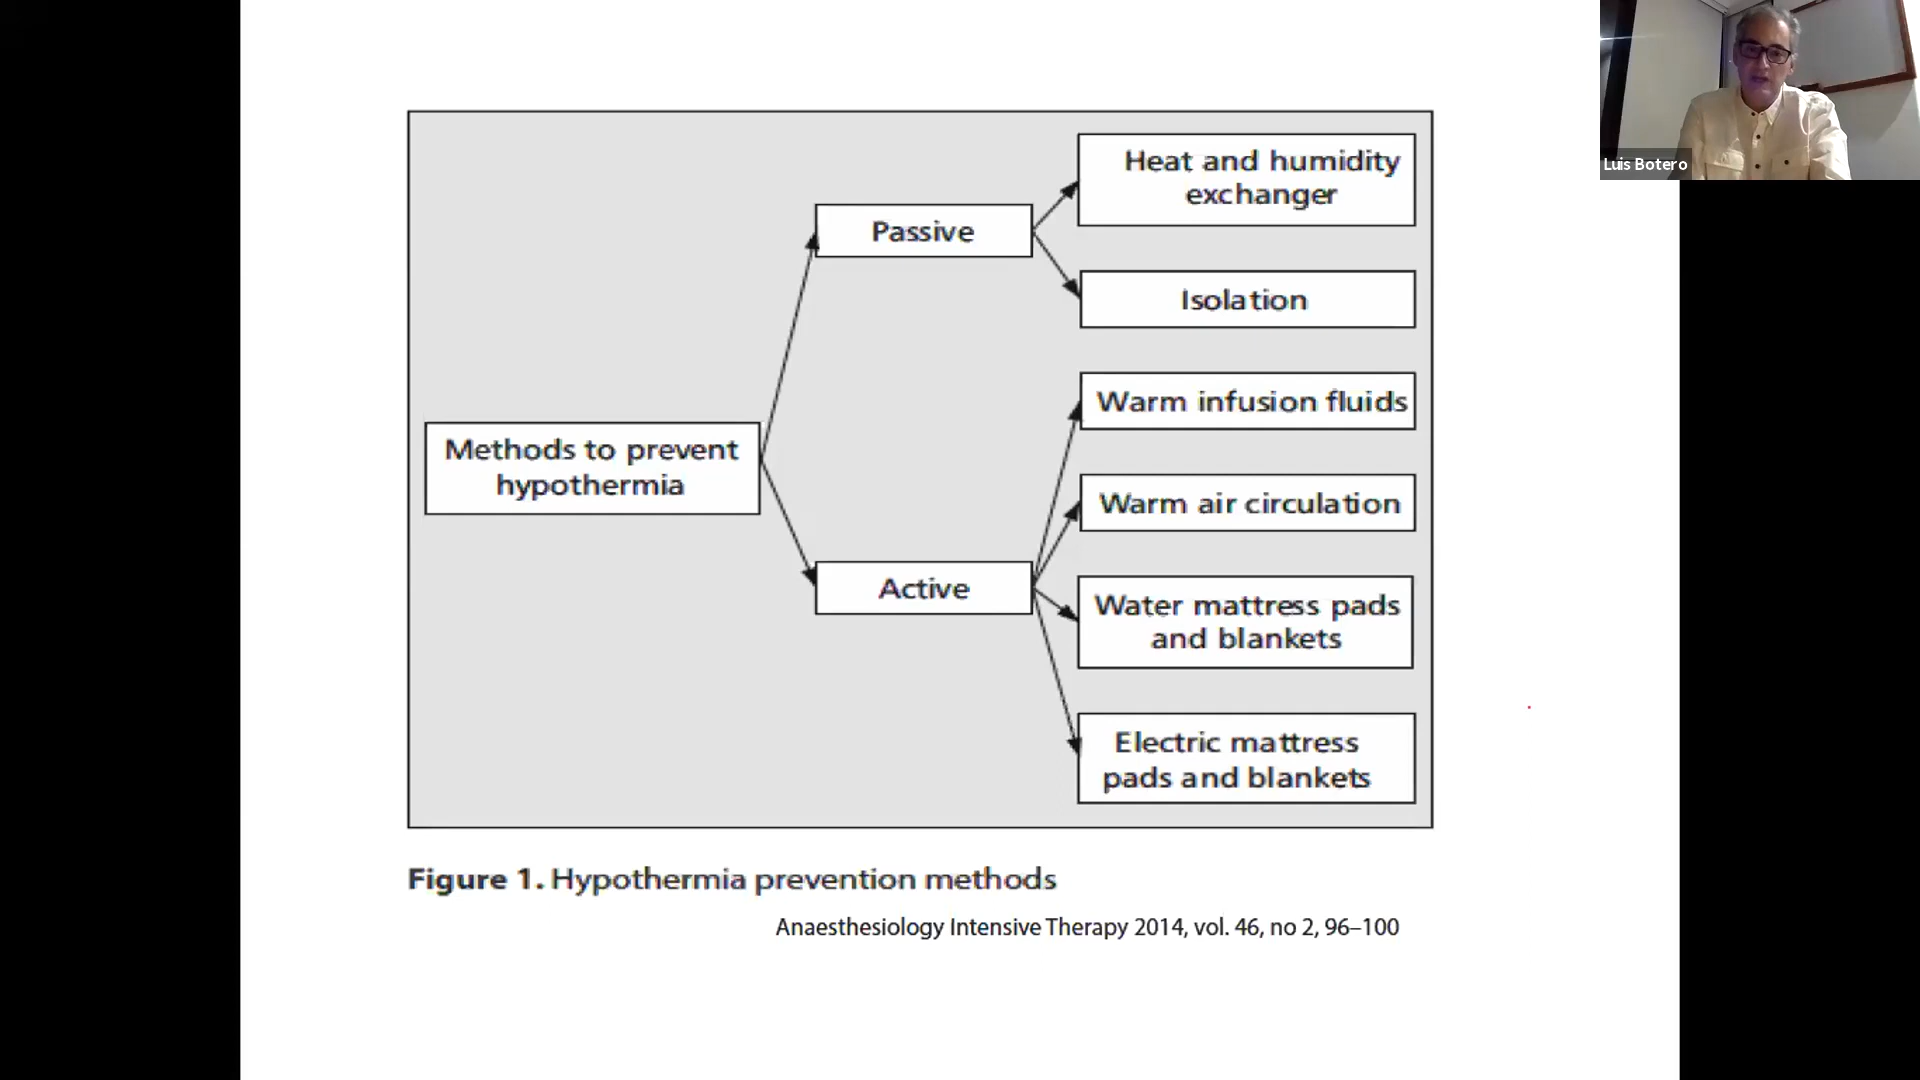 Luis Botero
Heat and humidity
exchanger
Passive
Isolation
Warm infusion fluids
Methods to prevent
hypothermia
Warm air circulation
Active
Water mattress pads
and blankets
Electric mattress
pads and blankets
Figure 1. Hypothermia prevention methods
Anaesthesiology Intensive Therapy 2014, vol. 46, no 2, 96–100